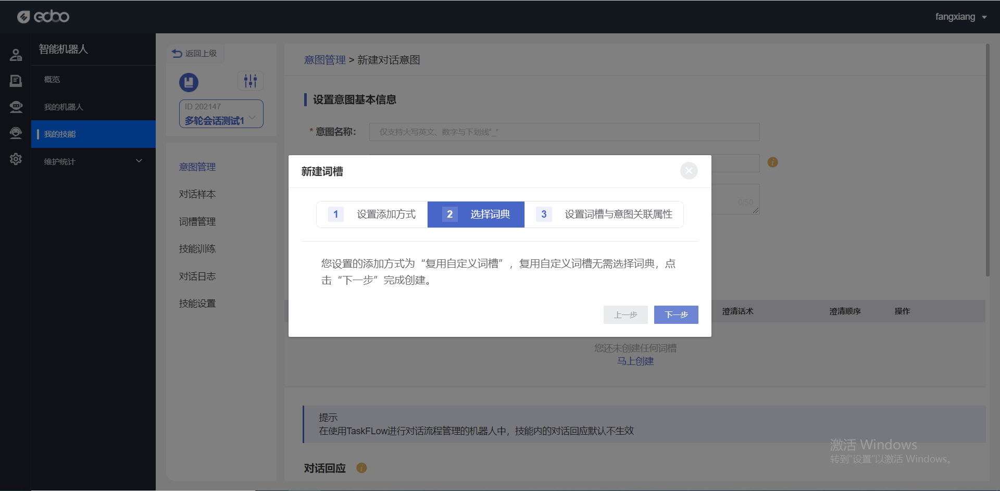 edoo
fangxiang
智能机器人
概览
我的机器人
我的技能
维护统计
返回上级
ID 202147
多轮会话测试1
意图管理
对话样本
词槽管理
技能训练
对话日志
技能设置
意图管理 > 新建对话意图
设置意图基本信息
* 意图名称:
仅支持大写英文、数字与下划线“_”
0/50
新建词槽
1 设置添加方式
2 选择词典
3 设置词槽与意图关联属性
您设置的添加方式为“复用自定义词槽”，复用自定义词槽无需选择词典，点
击“下一步”完成创建。
上一步
下一步
澄清话术
澄清顺序
操作
您还未创建任何词槽
马上创建
提示
在使用TaskFLow进行对话流程管理的机器人中，技能内的对话回应默认不生效
对话回应
激活 Windows
转到"设置"以激活 Windows。